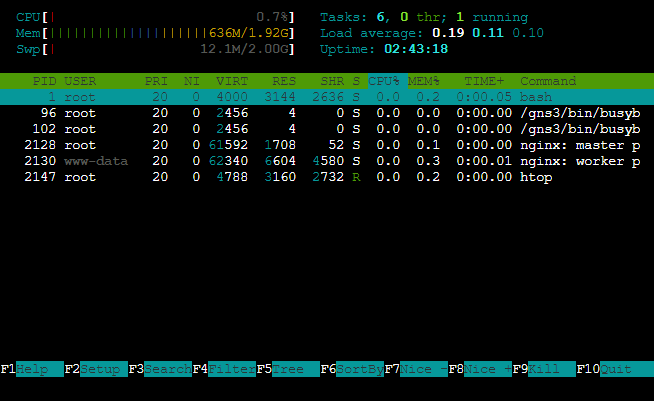 CPU[| 0.7%] Tasks: 6, 0 thr; 1 running
Mem[||||||||||||||||||||636M/1.92G] Load average: 0.19 0.11 0.10
Swp[| 12.1M/2.00G] Uptime: 02:43:18
PID USER PRI NI VIRT RES SHR S CPU% MEM% TIME+ Command
1 root 20 0 4000 3144 2636 S 0.0 0.2 0:00.05 bash
96 root 20 0 2456 4 0 S 0.0 0.0 0:00.00 /gns3/bin/busyb
102 root 20 0 2456 4 0 S 0.0 0.0 0:00.00 /gns3/bin/busyb
2128 root 20 0 61592 1708 52 S 0.0 0.1 0:00.00 nginx: master p
2130 www-data 20 0 62340 6604 4580 S 0.0 0.3 0:00.01 nginx: worker p
2147 root 20 0 4788 3160 2732 R 0.0 0.2 0:00.00 htop
F1Help F2Setup F3SearchF4FilterF5Tree F6SortByF7Nice -F8Nice +F9Kill F10Quit